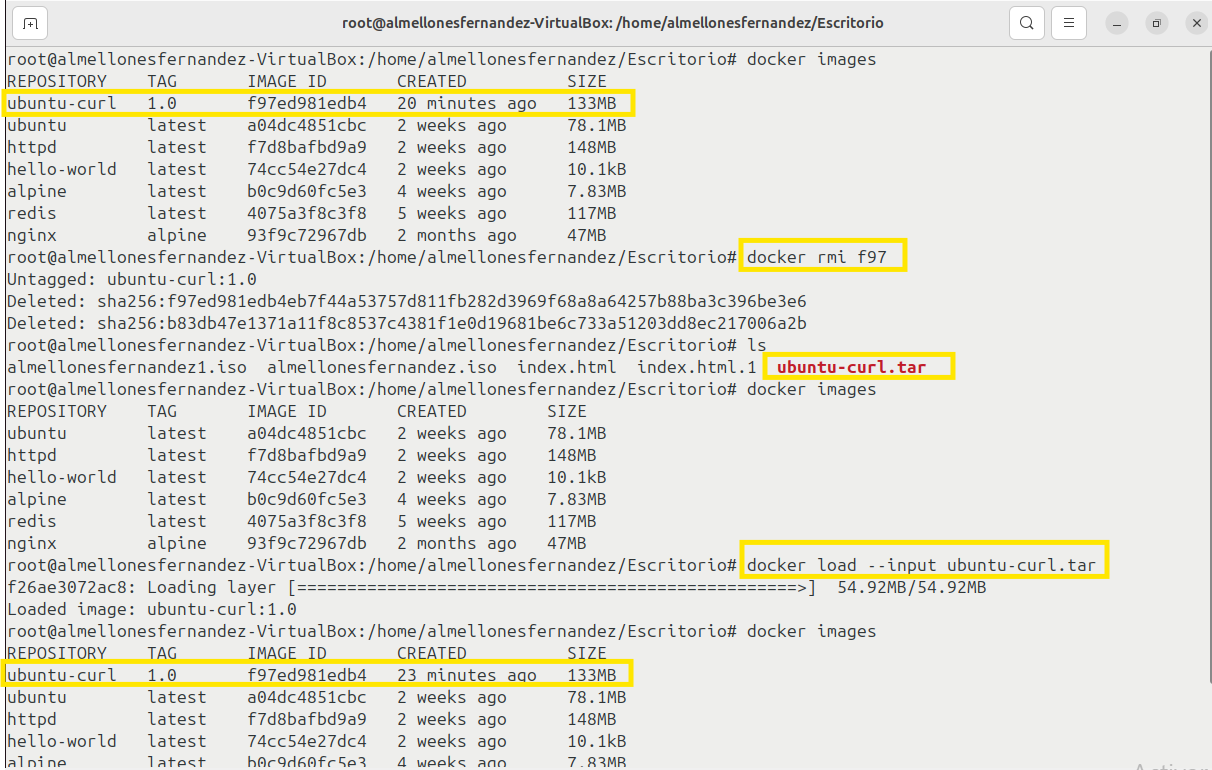 root@almellonesfernandez-VirtualBox: /home/almellonesfernandez/Escritorio
root@almellonesfernandez-VirtualBox:/home/almellonesfernandez/Escritorio# docker images
REPOSITORY    TAG       IMAGE ID       CREATED          SIZE
ubuntu-curl   1.0       f97ed981edb4   20 minutes ago   133MB
ubuntu        latest    a04dc4851cbc   2 weeks ago      78.1MB
httpd         latest    f7d8bafbd9a9   2 weeks ago      148MB
hello-world   latest    74cc54e27dc4   2 weeks ago      10.1kB
alpine        latest    b0c9d60fc5e3   4 weeks ago      7.83MB
redis         latest    4075a3f8c3f8   5 weeks ago      117MB
nginx         alpine    93f9c72967db   2 months ago     47MB
root@almellonesfernandez-VirtualBox:/home/almellonesfernandez/Escritorio# docker rmi f97
Untagged: ubuntu-curl:1.0
Deleted: sha256:f97ed981edb4eb7f44a53757d811fb282d3969f68a8a64257b88ba3c396be3e6
Deleted: sha256:b83db47e1371a11f8c8537c4381f1e0d19681be6c733a51203dd8ec217006a2b
root@almellonesfernandez-VirtualBox:/home/almellonesfernandez/Escritorio# ls
almellonesfernandez1.iso  almellonesfernandez.iso  index.html  index.html.1  ubuntu-curl.tar
root@almellonesfernandez-VirtualBox:/home/almellonesfernandez/Escritorio# docker images
REPOSITORY    TAG       IMAGE ID       CREATED        SIZE
ubuntu        latest    a04dc4851cbc   2 weeks ago    78.1MB
httpd         latest    f7d8bafbd9a9   2 weeks ago    148MB
hello-world   latest    74cc54e27dc4   2 weeks ago    10.1kB
alpine        latest    b0c9d60fc5e3   4 weeks ago    7.83MB
redis         latest    4075a3f8c3f8   5 weeks ago    117MB
nginx         alpine    93f9c72967db   2 months ago   47MB
root@almellonesfernandez-VirtualBox:/home/almellonesfernandez/Escritorio# docker load --input ubuntu-curl.tar
f26ae3072ac8: Loading layer [==================================================>]  54.92MB/54.92MB
Loaded image: ubuntu-curl:1.0
root@almellonesfernandez-VirtualBox:/home/almellonesfernandez/Escritorio# docker images
REPOSITORY    TAG       IMAGE ID       CREATED          SIZE
ubuntu-curl   1.0       f97ed981edb4   23 minutes ago   133MB
ubuntu        latest    a04dc4851cbc   2 weeks ago      78.1MB
httpd         latest    f7d8bafbd9a9   2 weeks ago      148MB
hello-world   latest    74cc54e27dc4   2 weeks ago      10.1kB
alpine        latest    b0c9d60fc5e3   4 weeks ago      7.83MB